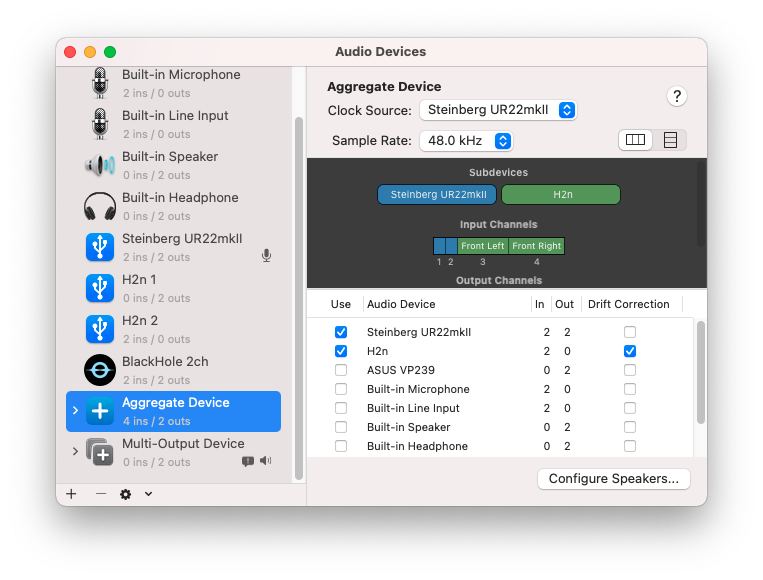 Audio Devices
Built-in Microphone
2 ins / 0 outs
Built-in Line Input
2 ins / 0 outs
Built-in Speaker
0 ins / 2 outs
Built-in Headphone
0 ins / 2 outs
Steinberg UR22mkII
2 ins / 2 outs
H2n 1
0 ins / 2 outs
H2n 2
2 ins / 0 outs
BlackHole 2ch
2 ins / 2 outs
Aggregate Device
4 ins / 2 outs
Multi-Output Device
0 ins / 2 outs
Aggregate Device
?
Clock Source: Steinberg UR22mkII
Sample Rate: 48.0 kHz
Subdevices
Steinberg UR22mkII H2n
Input Channels
Front Left Front Right
1 2 3 4
Output Channels
Use Audio Device In Out Drift Correction
Steinberg UR22mkII 2 2
H2n 2 0
ASUS VP239 0 2
Built-in Microphone 2 0
Built-in Line Input 2 0
Built-in Speaker 0 2
Built-in Headphone 0 2
Configure Speakers...